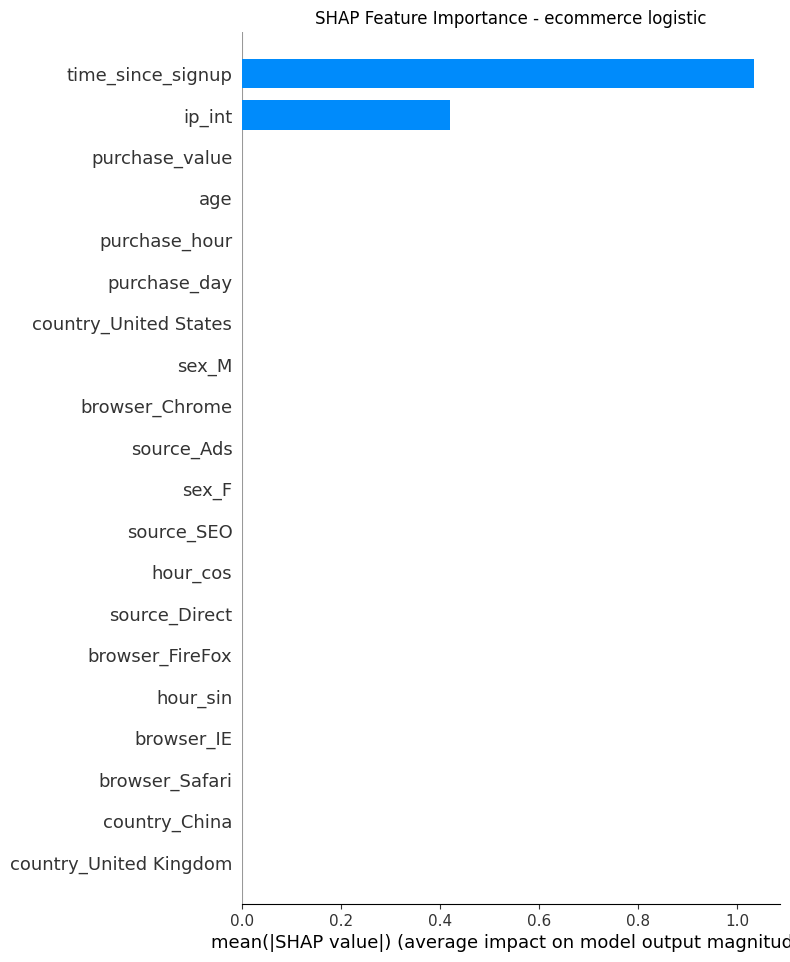 SHAP Feature Importance - ecommerce logistic
time_since_signup
ip_int
purchase_value
age
purchase_hour
purchase_day
country_United States
sex_M
browser_Chrome
source_Ads
sex_F
source_SEO
hour_cos
source_Direct
browser_FireFox
hour_sin
browser_IE
browser_Safari
country_China
country_United Kingdom
0.0 0.2 0.4 0.6 0.8 1.0
mean(|SHAP value|) (average impact on model output magnitud